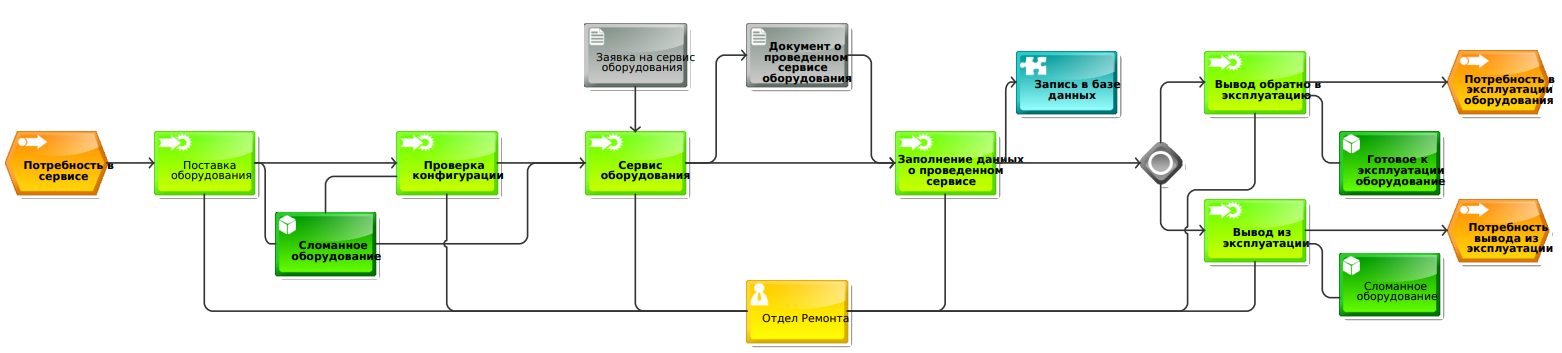 Потребность в
сервисе
Поставка
оборудования
Сломанное
оборудование
Проверка
конфигурации
Заявка на сервис
оборудования
Сервис
оборудования
Документ о
проведенном
сервисе
оборудования
Отдел Ремонта
Заполнение данных
о проведенном
сервисе
Запись в базе
данных
Вывод обратно в
эксплуатацию
Потребность в
эксплуатации
оборудования
Готовое к
эксплуатации
оборудование
Вывод из
эксплуатации
Потребность
вывода из
эксплуатации
Сломанное
оборудование